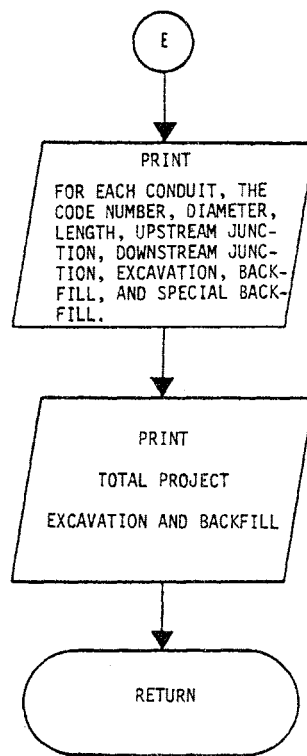 E
PRINT
FOR EACH CONDUIT, THE
CODE NUMBER, DIAMETER,
LENGTH, UPSTREAM JUNC-
TION, DOWNSTREAM JUNC-
TION, EXCAVATION, BACK-
FILL, AND SPECIAL BACK-
FILL.
PRINT
TOTAL PROJECT
EXCAVATION AND BACKFILL
RETURN